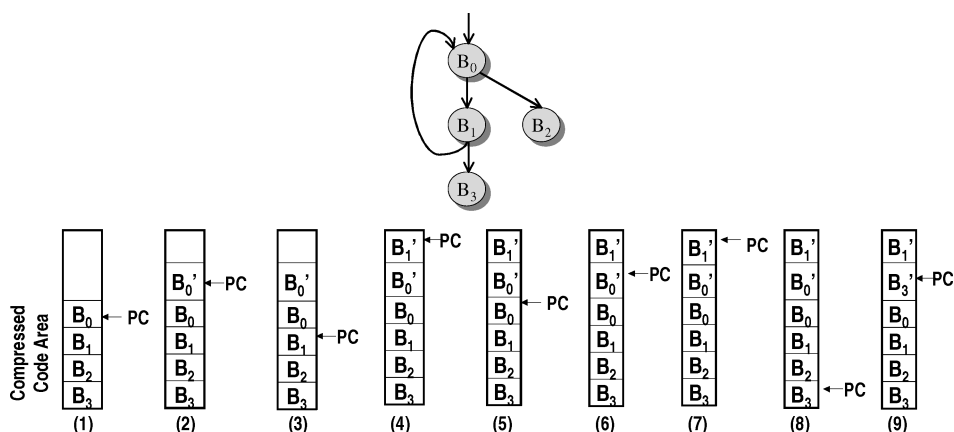 B₀
B₁ B₂
B₃
B₁' ←PC B₁' B₁' B₁' ←PC B₁' B₁'
B₀' ←PC B₀' B₀' B₀' B₀' ←PC B₀' B₀' B₃' ←PC
B₀ ← PC B₀ B₀ B₀ B₀ ←PC B₀ B₀ B₀ B₀
B₁ B₁ B₁ ←PC B₁ B₁ B₁ B₁ B₁ B₁
B₂ B₂ B₂ B₂ B₂ B₂ B₂ B₂ B₂
B₃ B₃ B₃ B₃ B₃ B₃ B₃ B₃ ←PC B₃
Compressed
Code Area
(1) (2) (3) (4) (5) (6) (7) (8) (9)